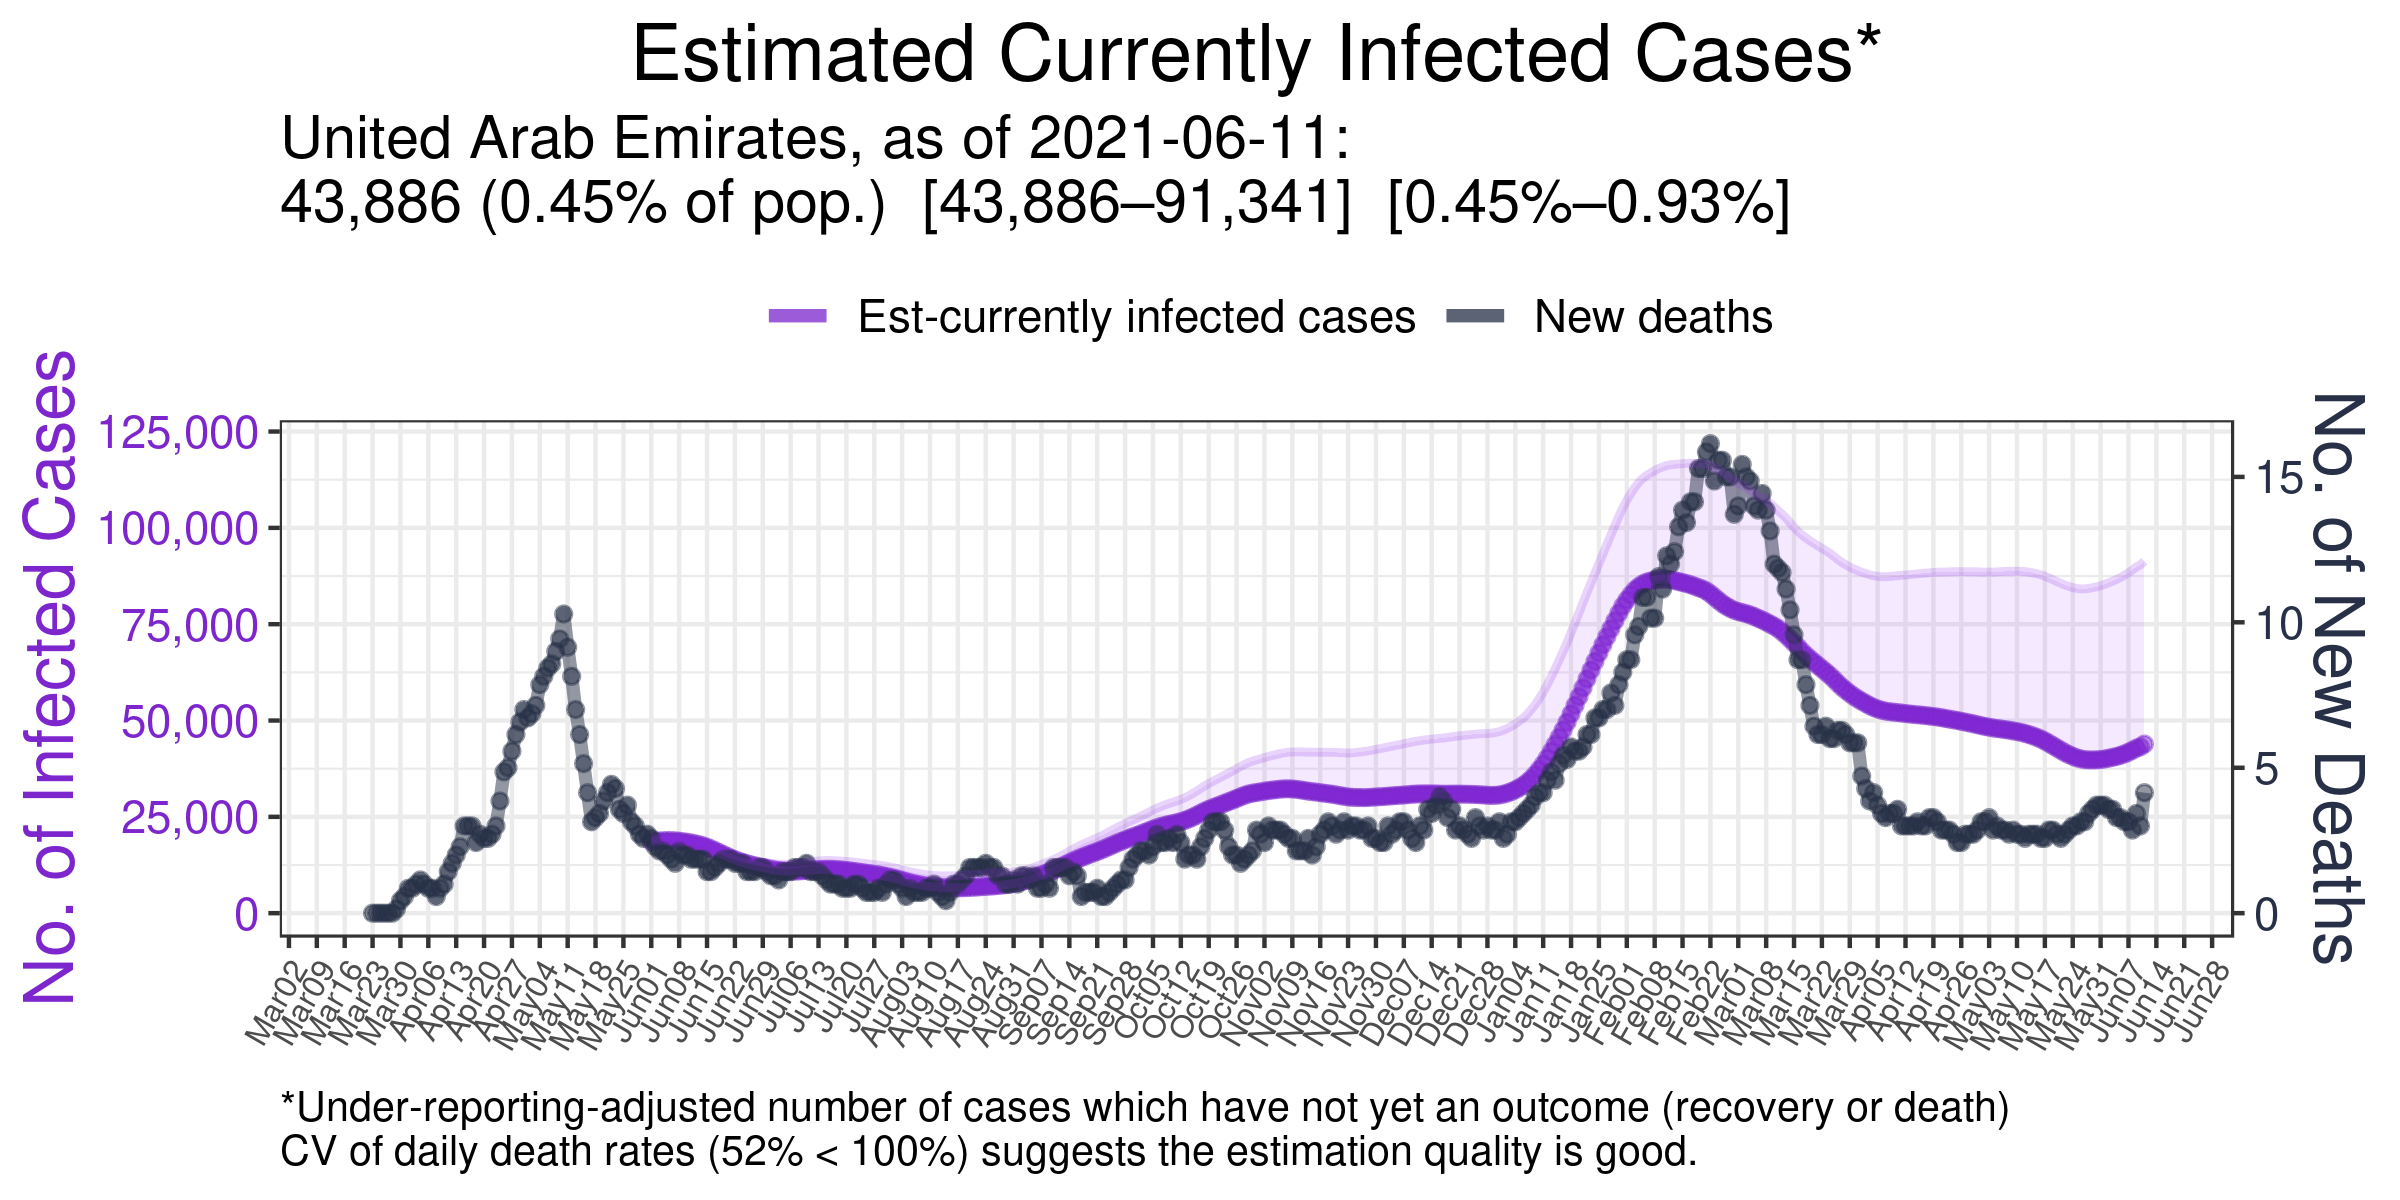 Estimated Currently Infected Cases*
United Arab Emirates, as of 2021-06-11:
43,886 (0.45% of pop.) [43,886–91,341] [0.45%–0.93%]
Est-currently infected cases
New deaths
No. of Infected Cases
125,000
100,000
75,000
50,000
25,000
0
No. of New Deaths
15
10
5
0
Mar02
Mar09
Mar16
Mar23
Mar30
Apr06
Apr13
Apr20
Apr27
May04
May11
May18
May25
Jun01
Jun08
Jun15
Jun22
Jun29
Jul06
Jul13
Jul20
Jul27
Aug03
Aug10
Aug17
Aug24
Aug31
Sep07
Sep14
Sep21
Sep28
Oct05
Oct12
Oct19
Oct26
Nov02
Nov09
Nov16
Nov23
Nov30
Dec07
Dec14
Dec21
Dec28
Jan04
Jan11
Jan18
Jan25
Feb01
Feb08
Feb15
Feb22
Mar01
Mar08
Mar15
Mar22
Mar29
Apr05
Apr12
Apr19
Apr26
May03
May10
May17
May24
May31
Jun07
Jun14
Jun21
Jun28
*Under-reporting-adjusted number of cases which have not yet an outcome (recovery or death)
CV of daily death rates (52% < 100%) suggests the estimation quality is good.